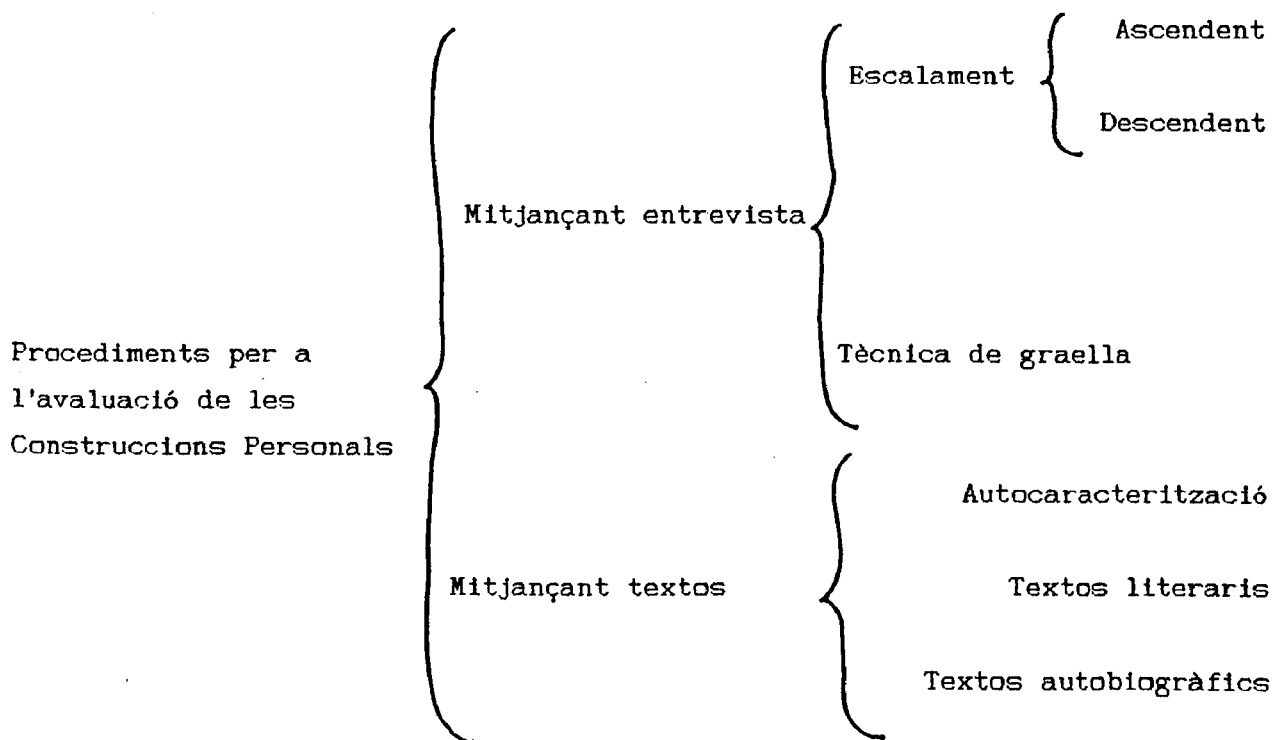 Procediments per a
l'avaluació de les
Construccions Personals
Mitjançant entrevista
Escalament
Ascendent
Descendent
Tècnica de graella
Mitjançant textos
Autocaracterització
Textos literaris
Textos autobiogràfics